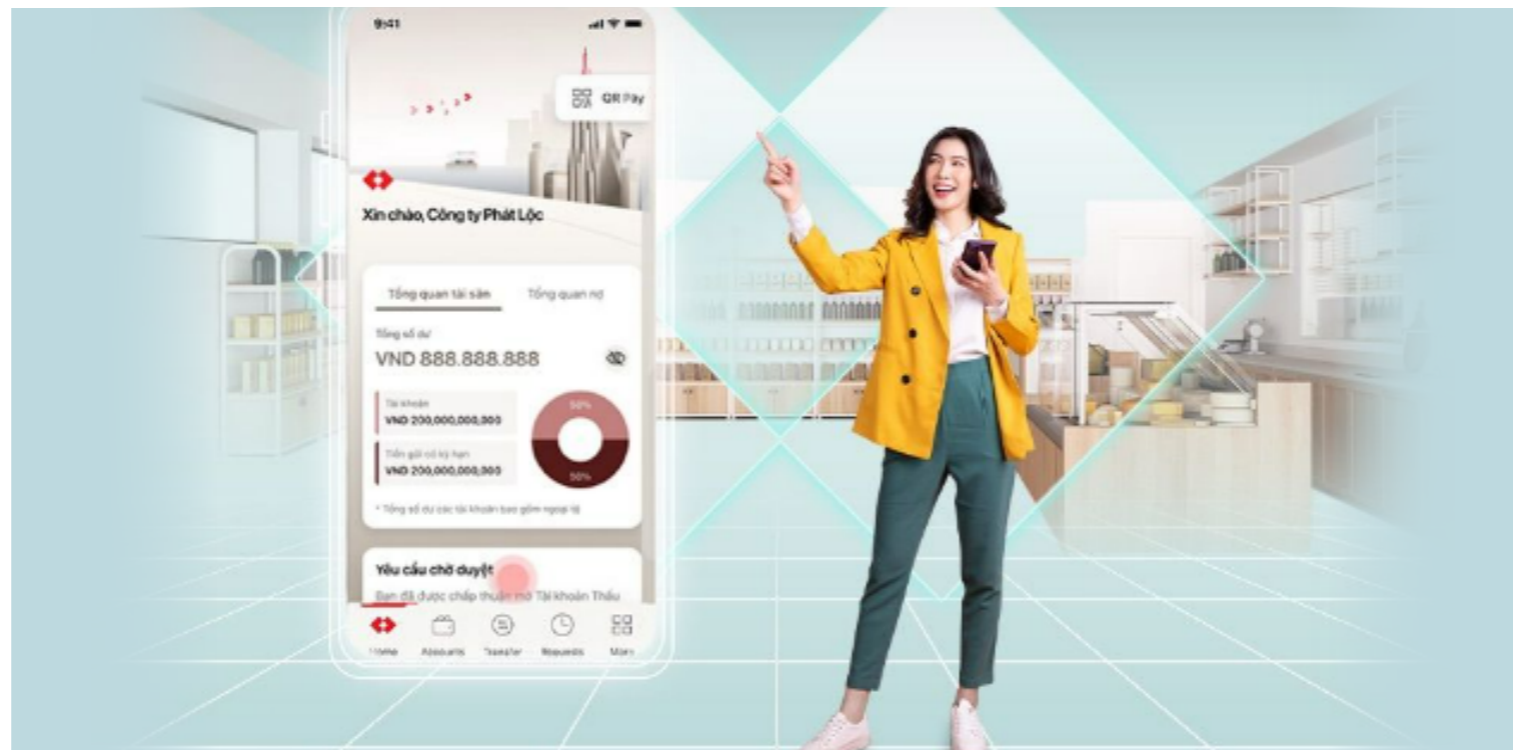 9:41
QR Pay
Xin chào, Công ty Phát Lộc
Tổng quan tài sản Tổng quan nợ
Tổng số dư
VND 888.888.888
Tài khoản
VND 200,000,000,000
50%
Tiền gửi có kỳ hạn
VND 200,000,000,000
50%
* Tổng số dư các tài khoản bao gồm ngoại tệ
Yêu cầu chờ duyệt
Bạn đã được chấp thuận mở Tài khoản Thấu
Home Accounts Transfer Requests More